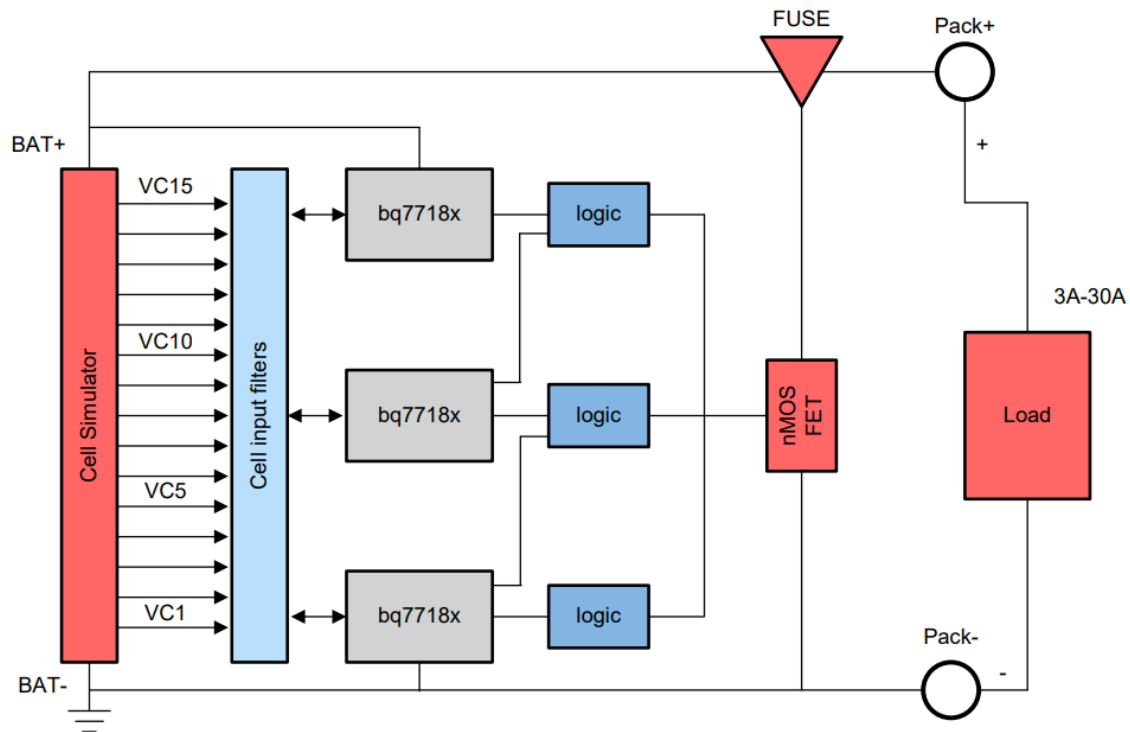 FUSE
Pack+
BAT+
+
VC15
bq7718x
logic
3A-30A
VC10
Cell Simulator
Cell input filters
bq7718x
logic
nMOS
FET
Load
VC5
VC1
bq7718x
logic
Pack-
BAT-
-